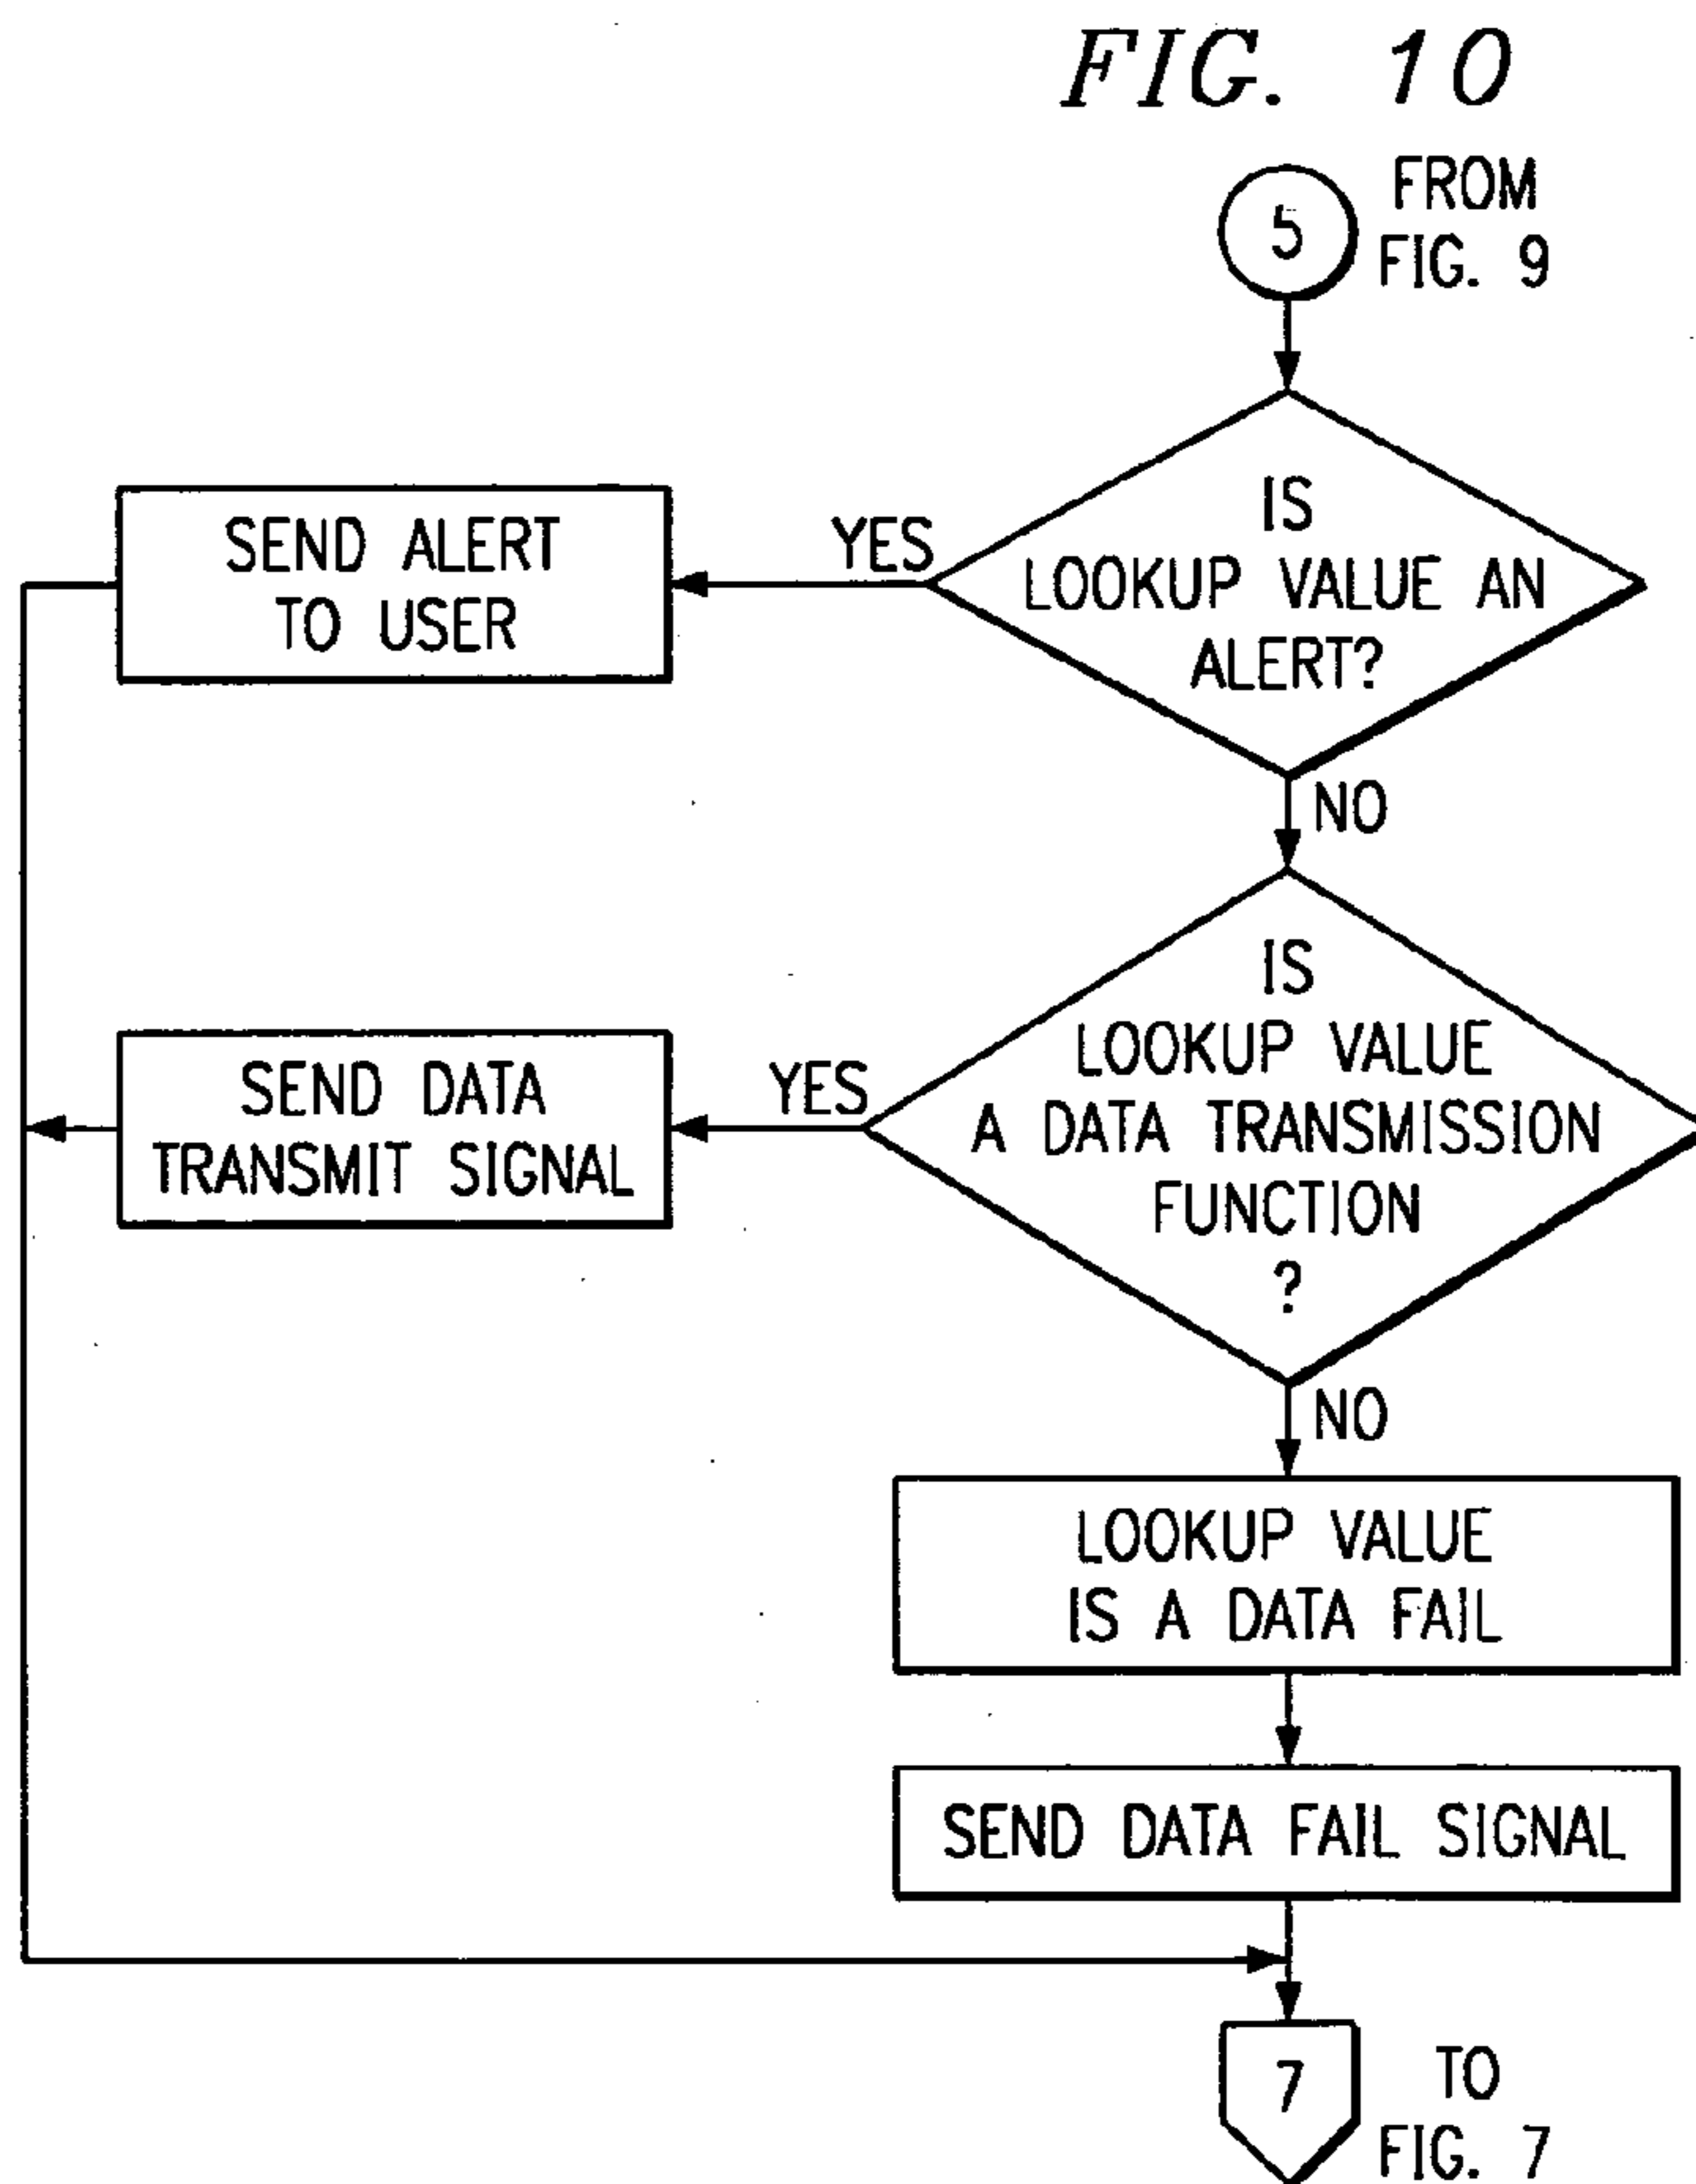 FIG. 10
5
FROM
FIG. 9
IS
LOOKUP VALUE AN
ALERT?
YES
SEND ALERT
TO USER
NO
IS
LOOKUP VALUE
A DATA TRANSMISSION
FUNCTION
?
YES
SEND DATA
TRANSMIT SIGNAL
NO
LOOKUP VALUE
IS A DATA FAIL
SEND DATA FAIL SIGNAL
7
TO
FIG. 7